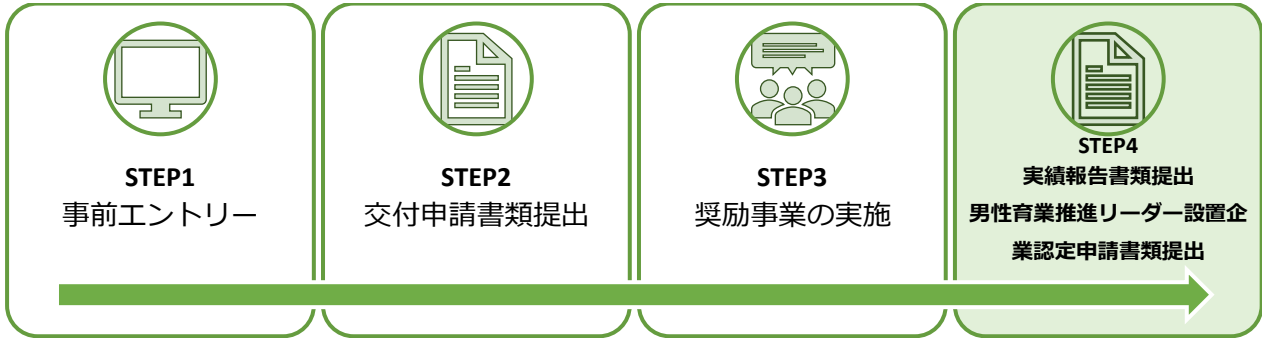 STEP1
事前エントリー
STEP2
交付申請書類提出
STEP3
奨励事業の実施
STEP4
実績報告書類提出
男性育業推進リーダー設置企
業認定申請書類提出